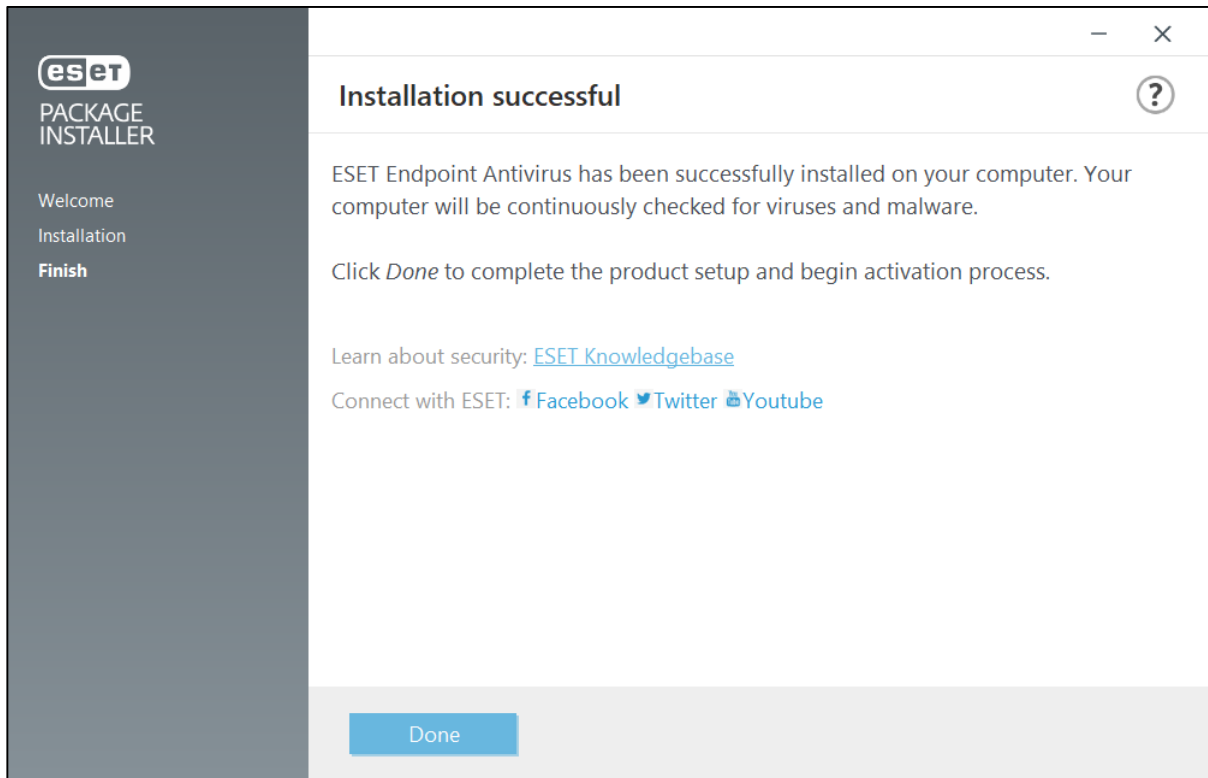 eset
PACKAGE
INSTALLER
Welcome
Installation
Finish
Installation successful
?
ESET Endpoint Antivirus has been successfully installed on your computer. Your
computer will be continuously checked for viruses and malware.
Click Done to complete the product setup and begin activation process.
Learn about security: ESET Knowledgebase
Connect with ESET: Facebook Twitter Youtube
Done